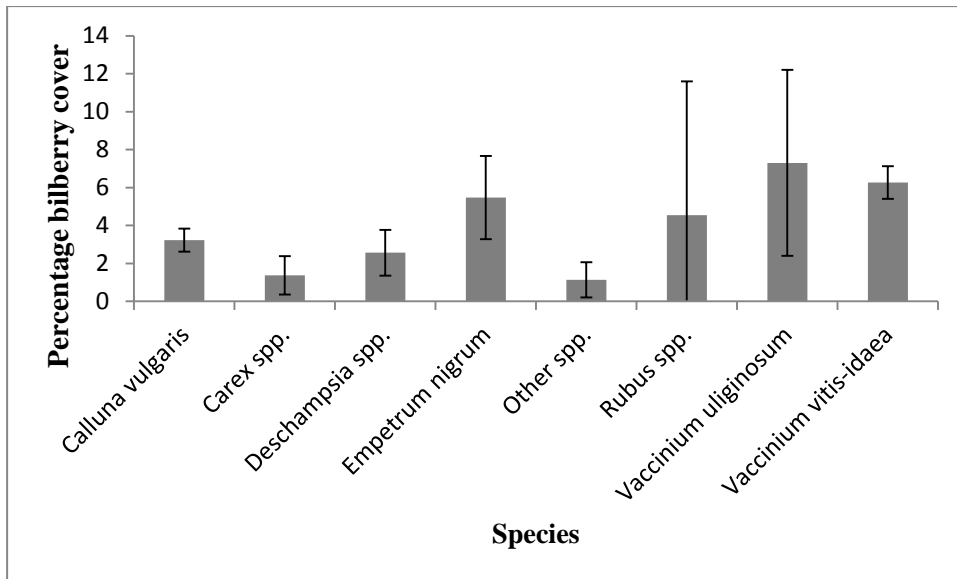 Percentage bilberry cover
14
12
10
8
6
4
2
0
Calluna vulgaris
Carex spp.
Deschampsia spp.
Empetrum nigrum
Other spp.
Rubus spp.
Vaccinium uliginosum
Vaccinium vitis-idaea
Species